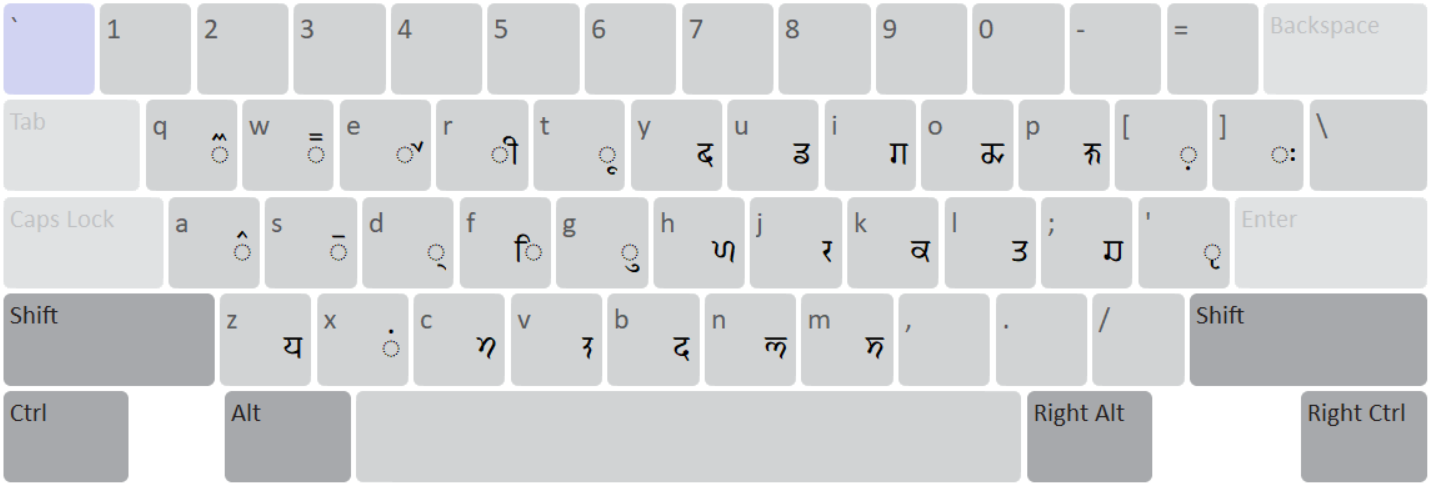 ` 1 2 3 4 5 6 7 8 9 0 - = Backspace
Tab q ◌𑠶 w ◌𑠴 e ◌𑠬 r ◌𑠮 t ◌𑠰 y 𑠠 u 𑠪 i 𑠌 o 𑠛 p 𑠑 [ ◌𑠺 ] ◌𑠸 \
Caps Lock a ◌𑠵 s ◌𑠳 d ◌𑠹 f ◌𑠭 g ◌𑠯 h 𑠞 j 𑠤 k 𑠊 l 𑠙 ; 𑠏 ' ◌𑠱 Enter
Shift z 𑠣 x ◌𑠷 c 𑠢 v 𑠝 b 𑠦 n 𑠥 m 𑠩 , . / Shift
Ctrl Alt Right Alt Right Ctrl